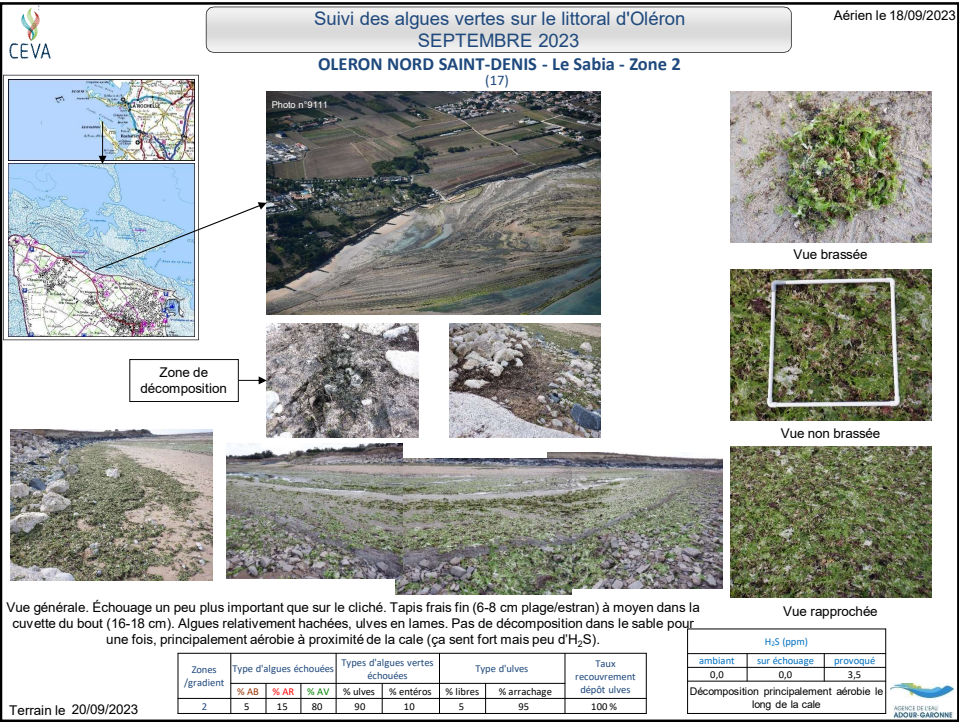 CEVA
Suivi des algues vertes sur le littoral d'Oléron
SEPTEMBRE 2023
Aérien le 18/09/2023
OLERON NORD SAINT-DENIS - Le Sabia - Zone 2
(17)
LA ROCHELLE
Photo n°9111
Vue brassée
Zone de
décomposition
Vue non brassée
Vue rapprochée
Vue générale. Échouage un peu plus important que sur le cliché. Tapis frais fin (6-8 cm plage/estran) à moyen dans la
cuvette du bout (16-18 cm). Algues relativement hachées, ulves en lames. Pas de décomposition dans le sable pour
une fois, principalement aérobie à proximité de la cale (ça sent fort mais peu d'H₂S).
Zones
/gradient
Type d'algues échouées
Types d'algues vertes
échouées
Type d'ulves
Taux
recouvrement
dépôt ulves
% AB % AR % AV % ulves % entéros % libres % arrachage
2 5 15 80 90 10 5 95 100 %
H₂S (ppm)
ambiant sur échouage provoqué
0,0 0,0 3,5
Décomposition principalement aérobie le
long de la cale
Terrain le 20/09/2023
AGENCE DE L'EAU
ADOUR-GARONNE